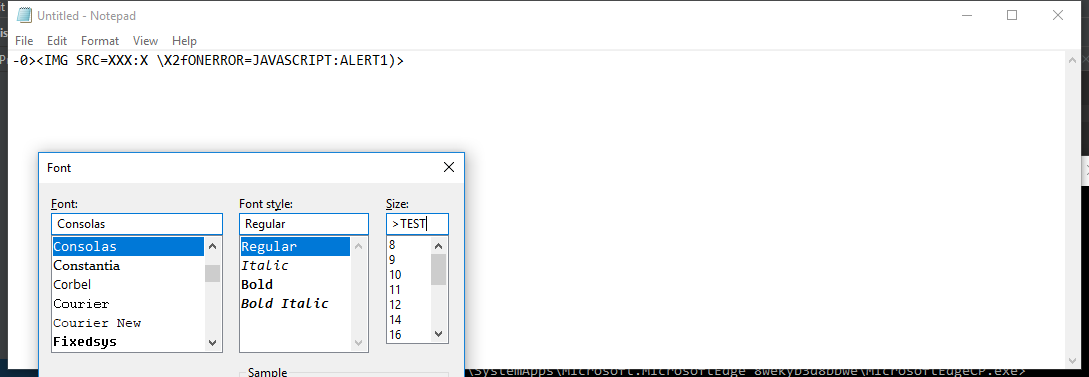 Untitled - Notepad
File Edit Format View Help
-0><IMG SRC=XXX:X \X2fONERROR=JAVASCRIPT:ALERT1)>
Font
Font: Font style: Size:
Consolas Regular >TEST
Consolas Regular 8
Constantia Italic 9
Corbel Bold 10
Courier Bold Italic 11
Courier New 12
Fixedsys 14
16
Sample
\SystemApps\Microsoft.MicrosoftEdge_8wekyb3d8bbwe\MicrosoftEdgeCP.exe>